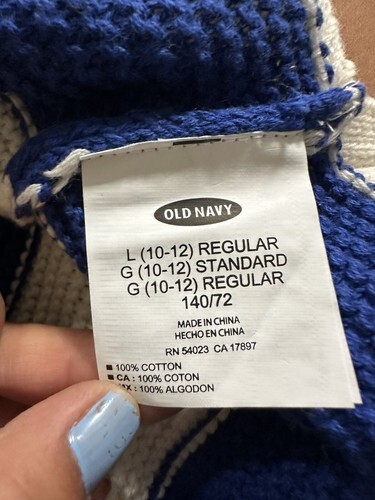 OLD NAVY
L (10-12) REGULAR
G (10-12) STANDARD
G (10-12) REGULAR
140/72
MADE IN CHINA
HECHO EN CHINA
RN 54023 CA 17897
100% COTTON
CA : 100% COTON
MX : 100% ALGODON